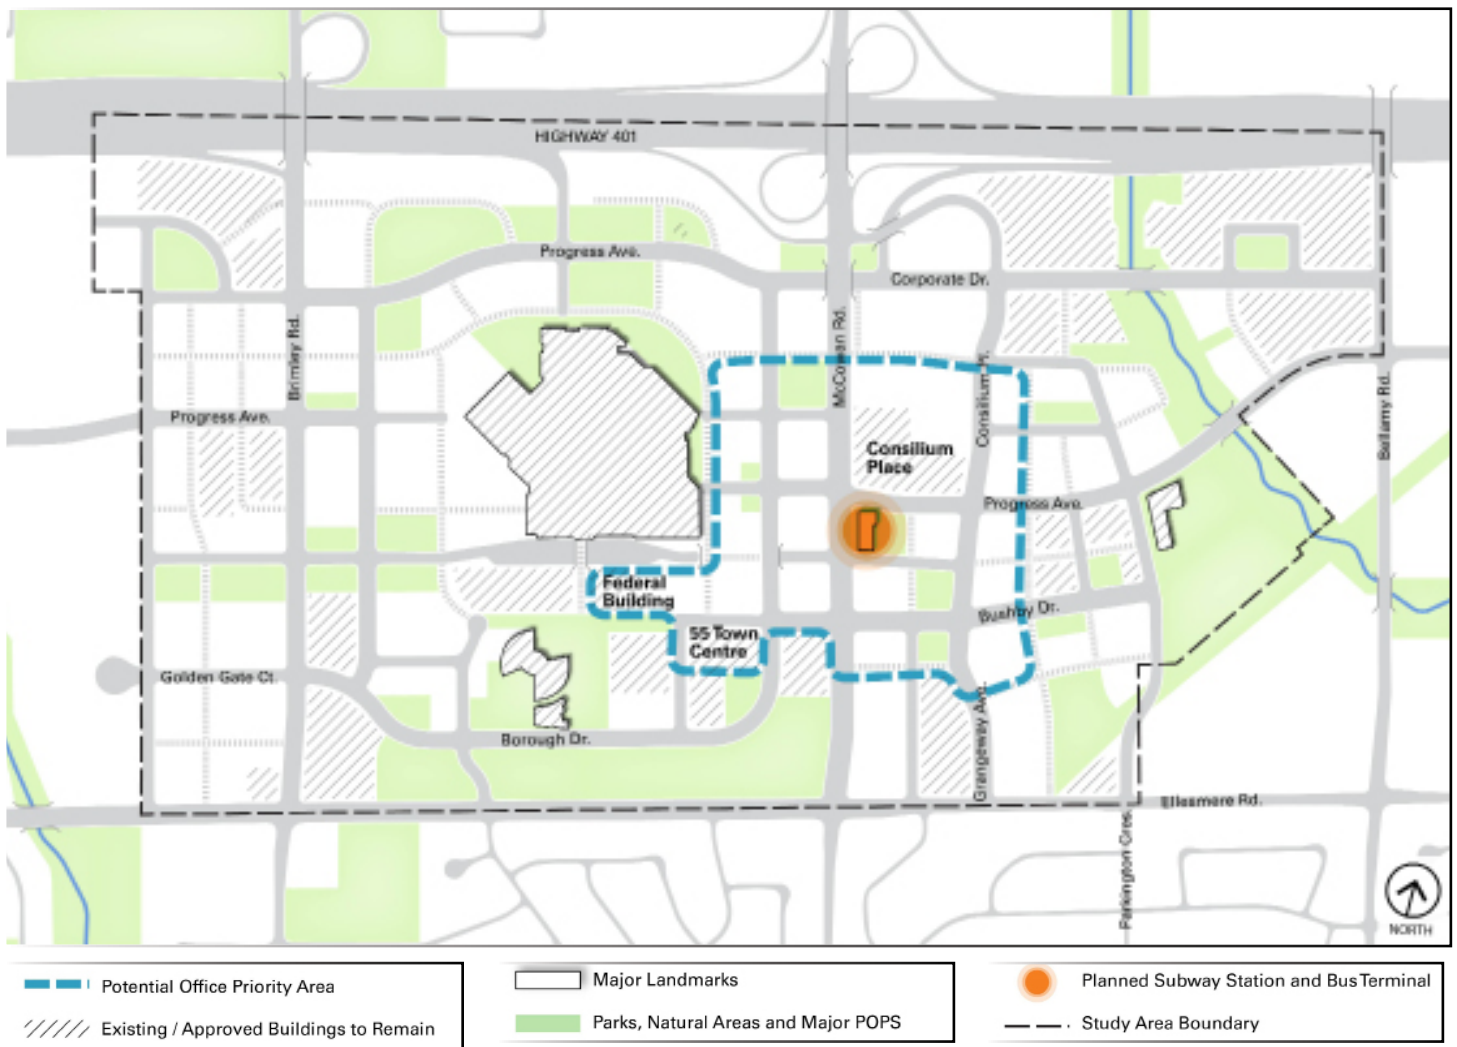 HIGHWAY 401
Progress Ave.
Corporate Dr.
Brimley Rd.
McCowan Rd.
Consilium Pl.
Bellamy Rd.
Progress Ave.
Consilium
Place
Progress Ave.
Federal
Building
Bushby Dr.
55 Town
Centre
Golden Gate Ct.
Borough Dr.
Grangeway Ave.
Ellesmere Rd.
Parkington Cres.
NORTH
Potential Office Priority Area
Existing / Approved Buildings to Remain
Major Landmarks
Parks, Natural Areas and Major POPS
Planned Subway Station and Bus Terminal
Study Area Boundary